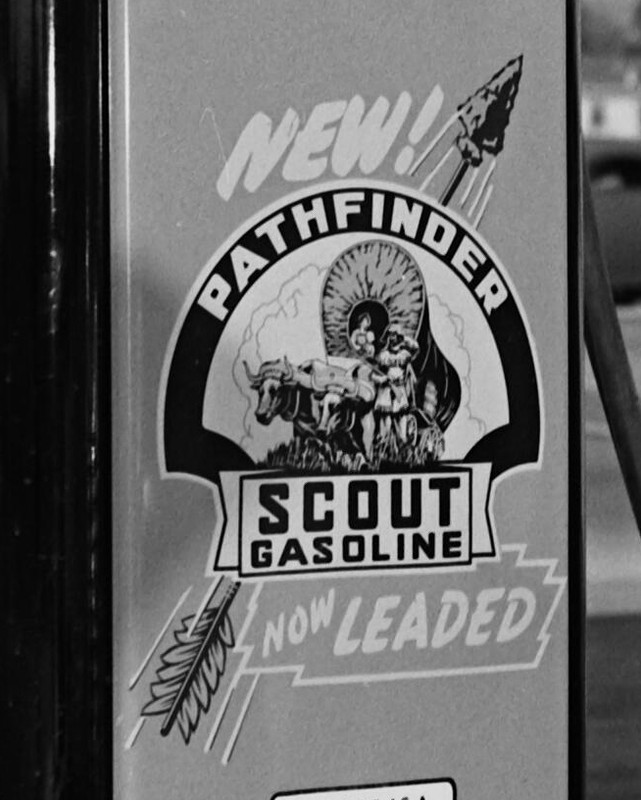 NEW!
PATHFINDER
SCOUT
GASOLINE
NOW LEADED